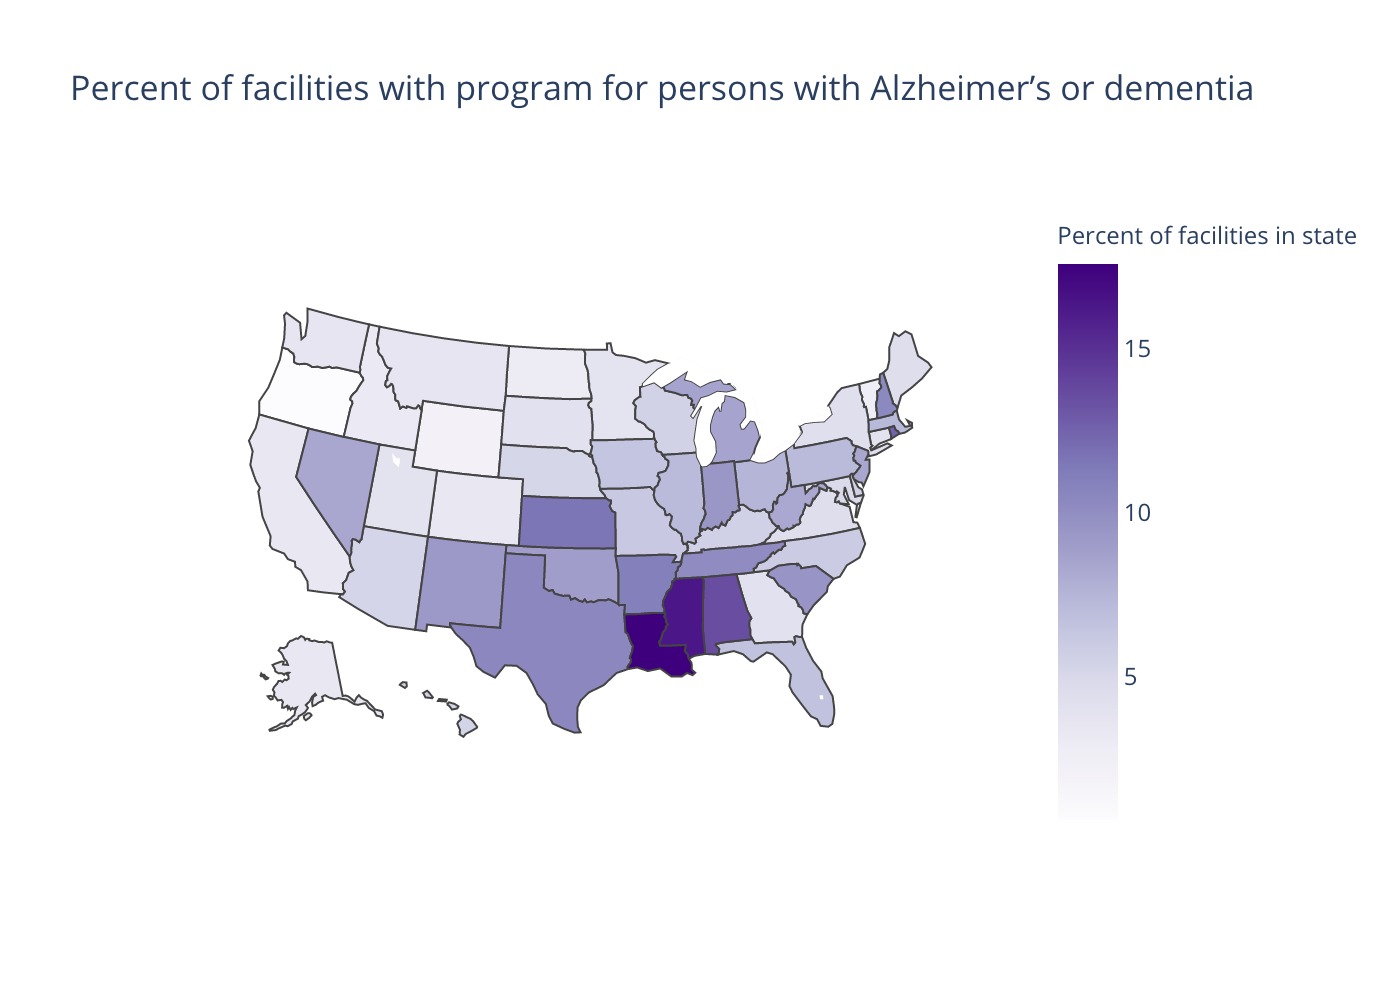 Percent of facilities with program for persons with Alzheimer’s or dementia
Percent of facilities in state
15
10
5